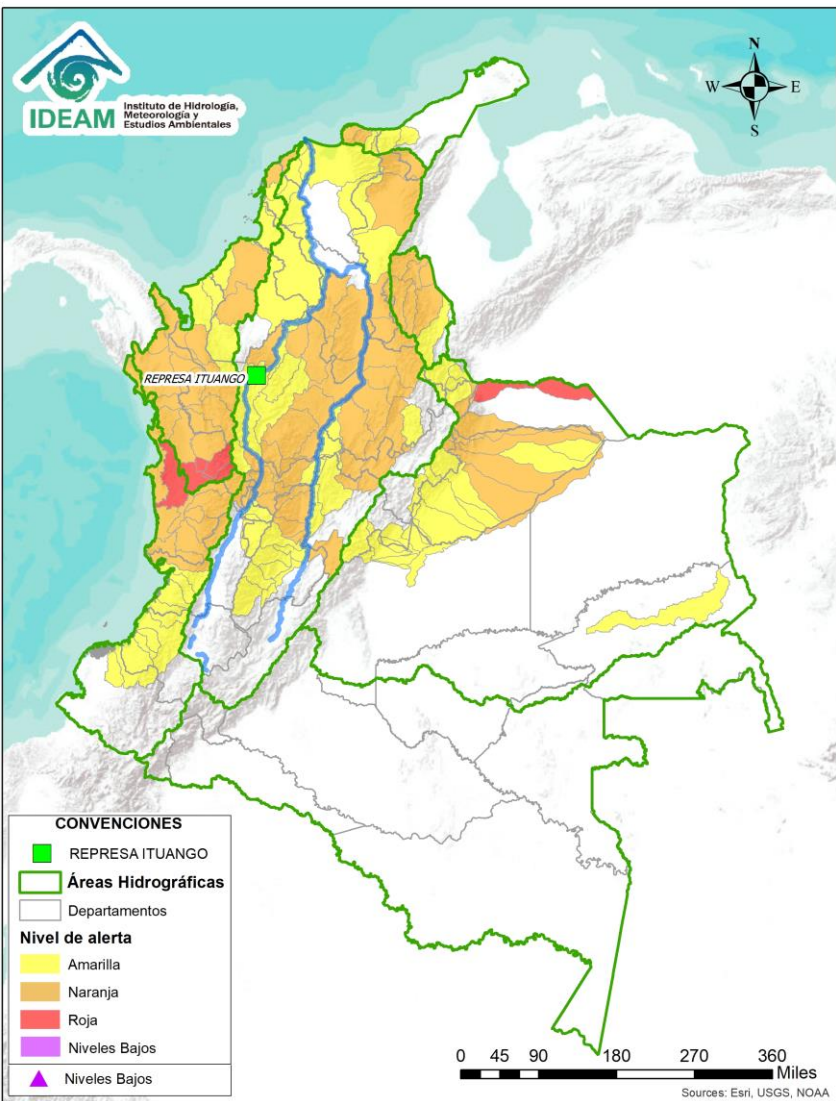 IDEAM
Instituto de Hidrología,
Meteorología y
Estudios Ambientales
N
W
E
S
REPRESA ITUANGO
CONVENCIONES
REPRESA ITUANGO
Áreas Hidrográficas
Departamentos
Nivel de alerta
Amarilla
Naranja
Roja
Niveles Bajos
Niveles Bajos
0 45 90 180 270 360
Miles
Sources: Esri, USGS, NOAA